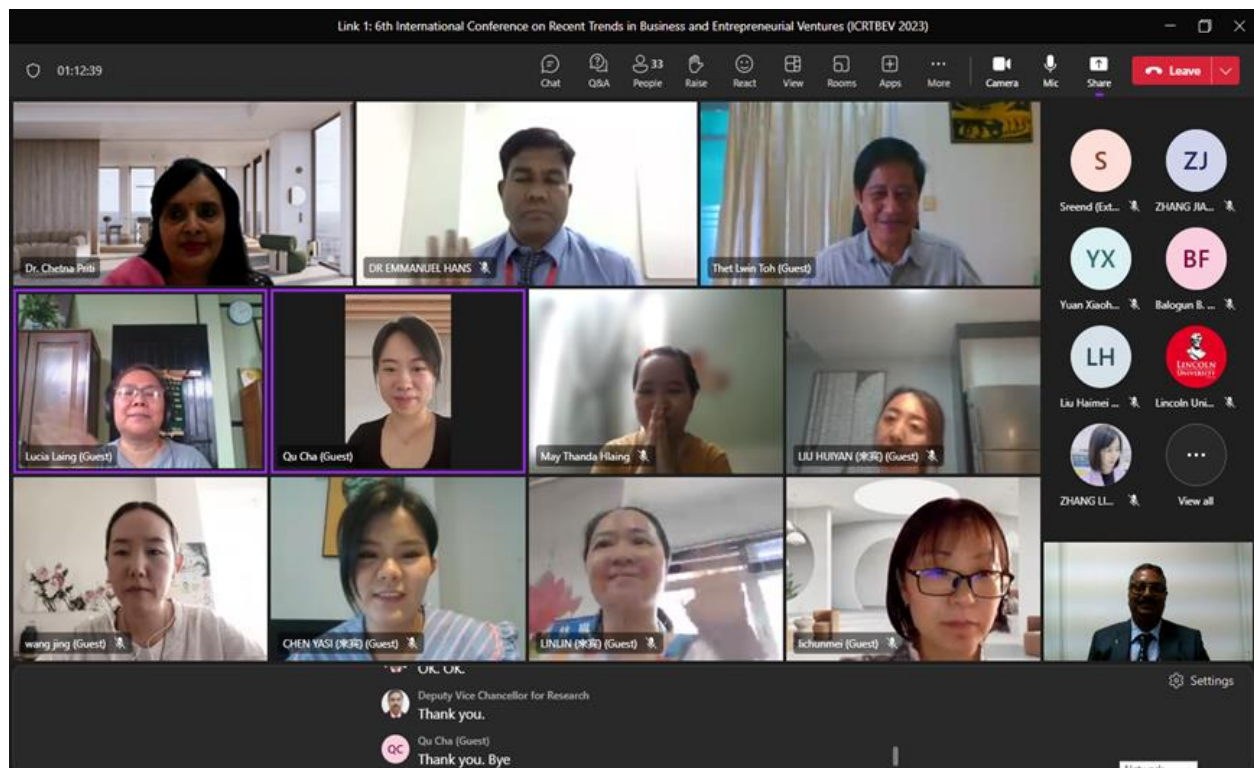 Link 1: 6th International Conference on Recent Trends in Business and Entrepreneurial Ventures (ICRTBEV 2023)
01:12:39
Chat Q&A 33 People Raise React View Rooms Apps More Camera Mic Share Leave
Dr. Chetna Priti
DR EMMANUEL HANS
Thet Lwin Toh (Guest)
S ZJ
Sreend (Ext... ZHANG JIA...
YX BF
Yuan Xiaoh... Balogun B. ...
Lucia Laing (Guest)
Qu Cha (Guest)
May Thanda Hlaing
LIU HUIYAN (来宾) (Guest)
LH LINCOLN UNIVERSITY
Liu Haimei ... Lincoln Uni...
ZHANG LI... View all
wang jing (Guest)
CHEN YASI (来宾) (Guest)
LINLIN (来宾) (Guest)
lichunmei (Guest)
OK. OK.
Settings
Deputy Vice Chancellor for Research
Thank you.
QC Qu Cha (Guest)
Thank you. Bye